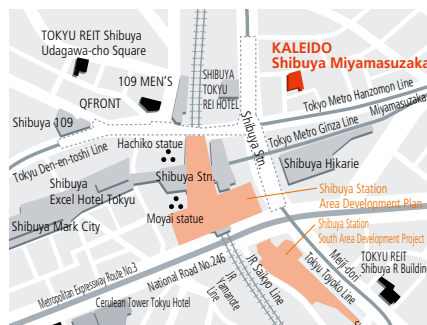 TOKYU REIT Shibuya
Udagawa-cho Square
KALEIDO
Shibuya Miyamasuzaka
109 MEN'S
SHIBUYA
TOKYU
REI HOTEL
QFRONT
Tokyo Metro Hanzomon Line
Miyamasuzaka
Shibuya 109
Hachiko statue
Shibuya Stn.
Tokyo Metro Ginza Line
Tokyu Den-en-toshi Line
Shibuya Hikarie
Shibuya
Excel Hotel Tokyu
Shibuya Stn.
Shibuya Station
Area Development Plan
Moyai statue
Shibuya Mark City
Shibuya Station
South Area Development Project
Meiji-dori
Tokyu Toyoko Line
TOKYU REIT
Shibuya R Building
Metropolitan Expressway Route No.3
National Road No.246
JR Saikyo Line
JR
Yamanote
Line
Cerulean Tower Tokyu Hotel